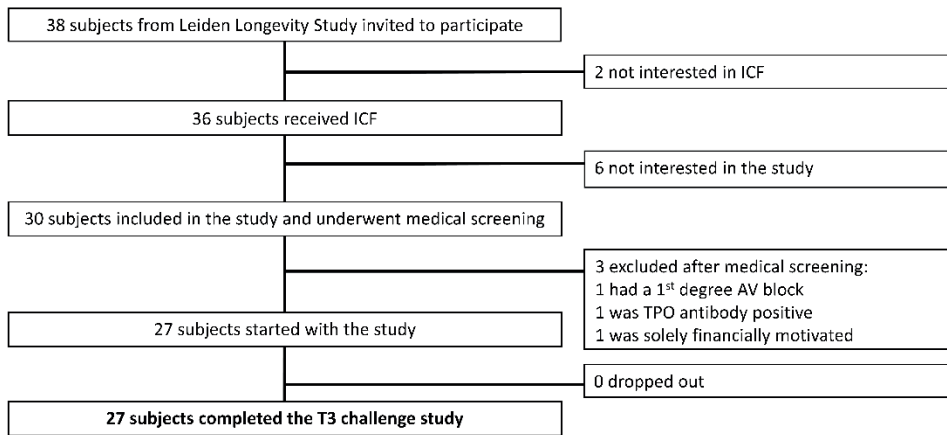 38 subjects from Leiden Longevity Study invited to participate
2 not interested in ICF
36 subjects received ICF
6 not interested in the study
30 subjects included in the study and underwent medical screening
3 excluded after medical screening:
1 had a 1st degree AV block
1 was TPO antibody positive
1 was solely financially motivated
27 subjects started with the study
0 dropped out
27 subjects completed the T3 challenge study